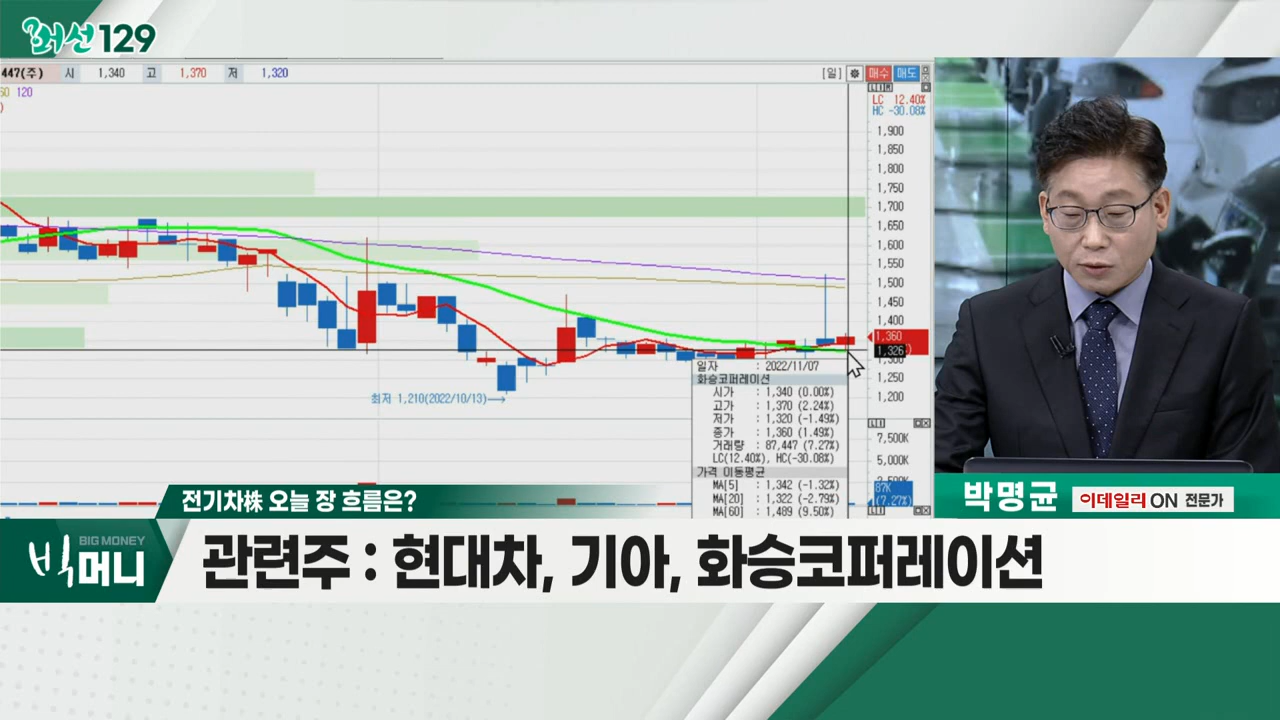 최선129
447(주) 시 1,340 고 1,370 저 1,320 [일] 매수 매도
60 120
LC 12.40%
HC -30.08%
1,900
1,850
1,800
1,750
1,700
1,650
1,600
1,550
1,500
1,450
1,400
1,360
1,326
1,300
1,250
1,200
최저 1,210(2022/10/13)→
일자 : 2022/11/07
화승코퍼레이션
시가 : 1,340 (0.00%)
고가 : 1,370 (2.24%)
저가 : 1,320 (-1.49%)
종가 : 1,360 (1.49%)
거래량 : 87,447 (7.27%)
LC(12.40%), HC(-30.08%)
가격 이동평균
MA[5] : 1,342 (-1.32%)
MA[20] : 1,322 (-2.79%)
MA[60] : 1,489 (9.50%)
7,500K
5,000K
87K
(7.27%)
전기차株 오늘 장 흐름은?
박명균 이데일리ON 전문가
BIG MONEY
빅머니
관련주 : 현대차, 기아, 화승코퍼레이션